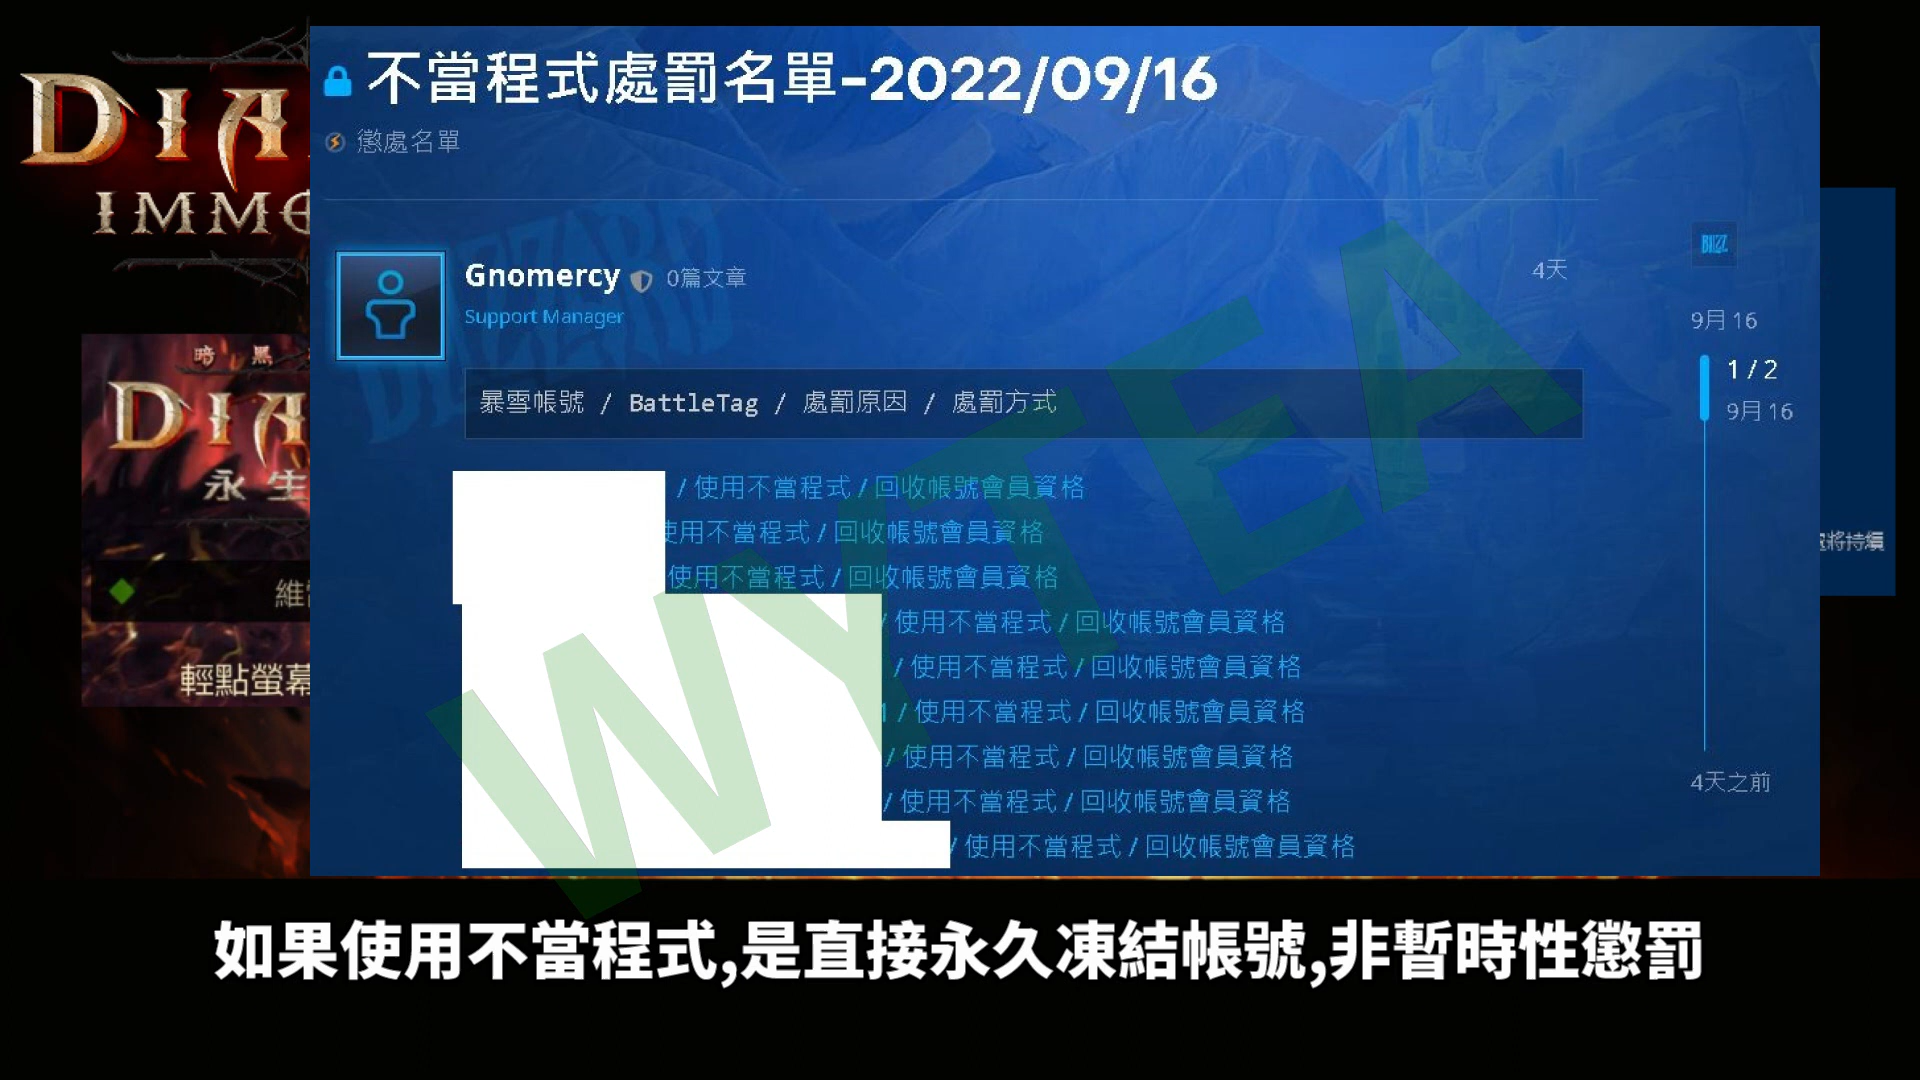 DIA
IMM
暗 黑
DIA
永生
維
輕點螢幕
不當程式處罰名單-2022/09/16
懲處名單
Gnomercy 0篇文章
Support Manager
4天
暴雪帳號 / BattleTag / 處罰原因 / 處罰方式
/ 使用不當程式 / 回收帳號會員資格
使用不當程式 / 回收帳號會員資格
使用不當程式 / 回收帳號會員資格
/ 使用不當程式 / 回收帳號會員資格
/ 使用不當程式 / 回收帳號會員資格
/ 使用不當程式 / 回收帳號會員資格
/ 使用不當程式 / 回收帳號會員資格
/ 使用不當程式 / 回收帳號會員資格
/ 使用不當程式 / 回收帳號會員資格
BLIZZARD
WYTEA
BLIZZ
9月 16
1 / 2
9月 16
4天之前
將持續
如果使用不當程式,是直接永久凍結帳號,非暫時性懲罰